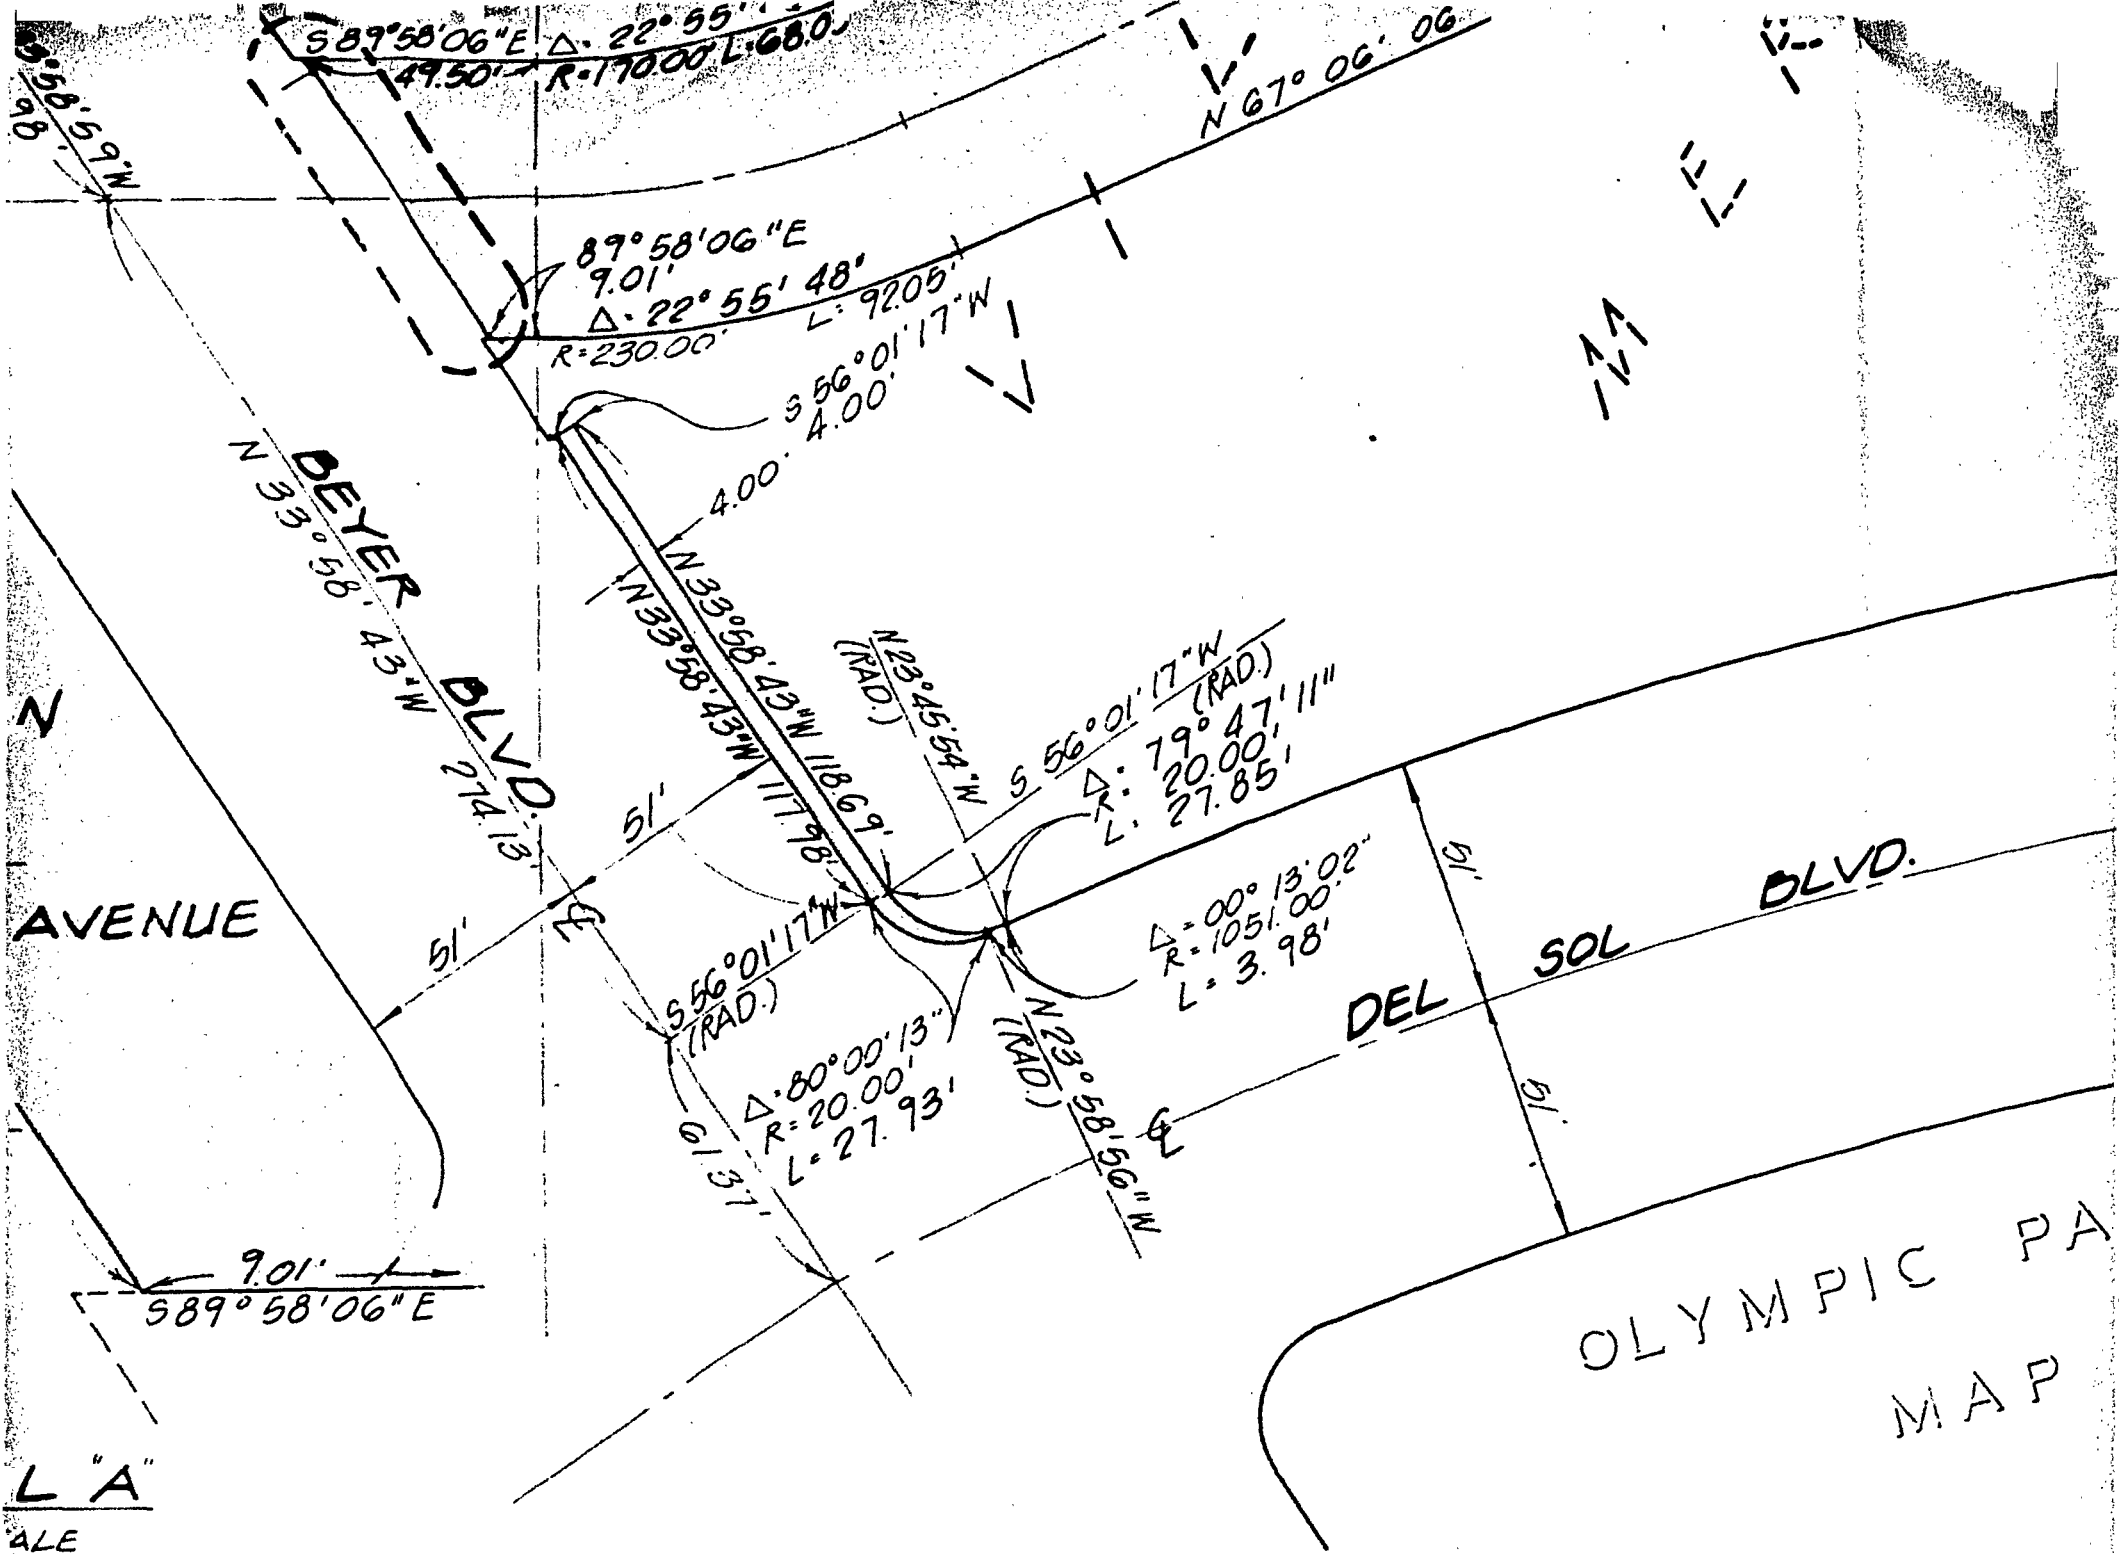 S 89°58'06"E Δ· 22°55'
49.50' R=170.00' L=68.0
°58'59"W
98'
N 67° 06' 06
89°58'06"E
9.01'
Δ· 22° 55' 48"
L= 92.05'
R=230.00'
S 56°01'17"W
4.00'
4.00'
BEYER BLVD.
N 33° 58' 43"W 274.13'
N 33°58'43"W 118.69'
N 33°58'43"W 117.98'
N 23°45'54"W
(RAD.)
S 56°01'17"W
(RAD.)
Δ· 79°47'11"
R· 20.00'
L· 27.85'
N
AVENUE
51'
51'
℄
S 56°01'17"W
(RAD.)
Δ= 00° 13' 02"
R= 1051.00'
L= 3.98'
Δ·80°00'13"
R=20.00'
L=27.93'
N 23°58'56"W
(RAD.)
61.37'
DEL SOL BLVD.
℄
51'
51'
9.01'
S 89°58'06"E
OLYMPIC PA
MAP
L "A"
ALE